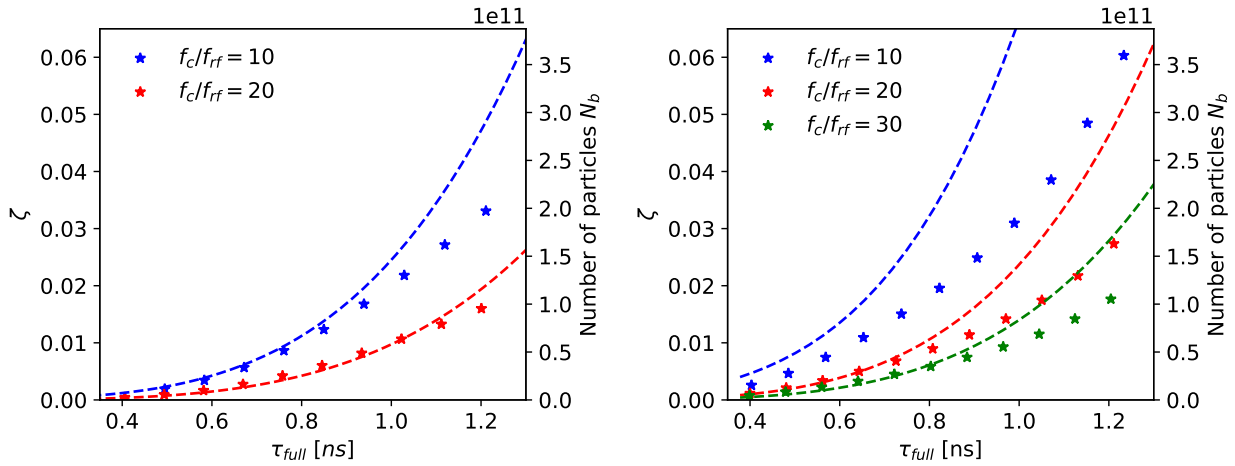 1e11
f_c/f_rf = 10
f_c/f_rf = 20
0.06
0.05
0.04
0.03
0.02
0.01
0.00
ζ
3.5
3.0
2.5
2.0
1.5
1.0
0.5
0.0
Number of particles N_b
0.4 0.6 0.8 1.0 1.2
τ_full [ns]
1e11
f_c/f_rf = 10
f_c/f_rf = 20
f_c/f_rf = 30
0.06
0.05
0.04
0.03
0.02
0.01
0.00
ζ
3.5
3.0
2.5
2.0
1.5
1.0
0.5
0.0
Number of particles N_b
0.4 0.6 0.8 1.0 1.2
τ_full [ns]